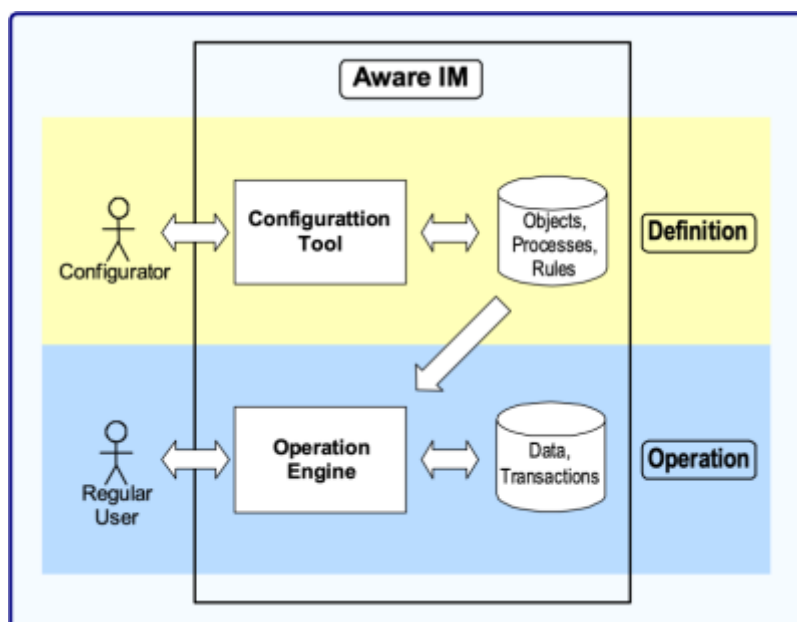 Aware IM
Configurattion
Tool
Objects,
Processes,
Rules
Definition
Configurator
Operation
Engine
Data,
Transactions
Operation
Regular
User